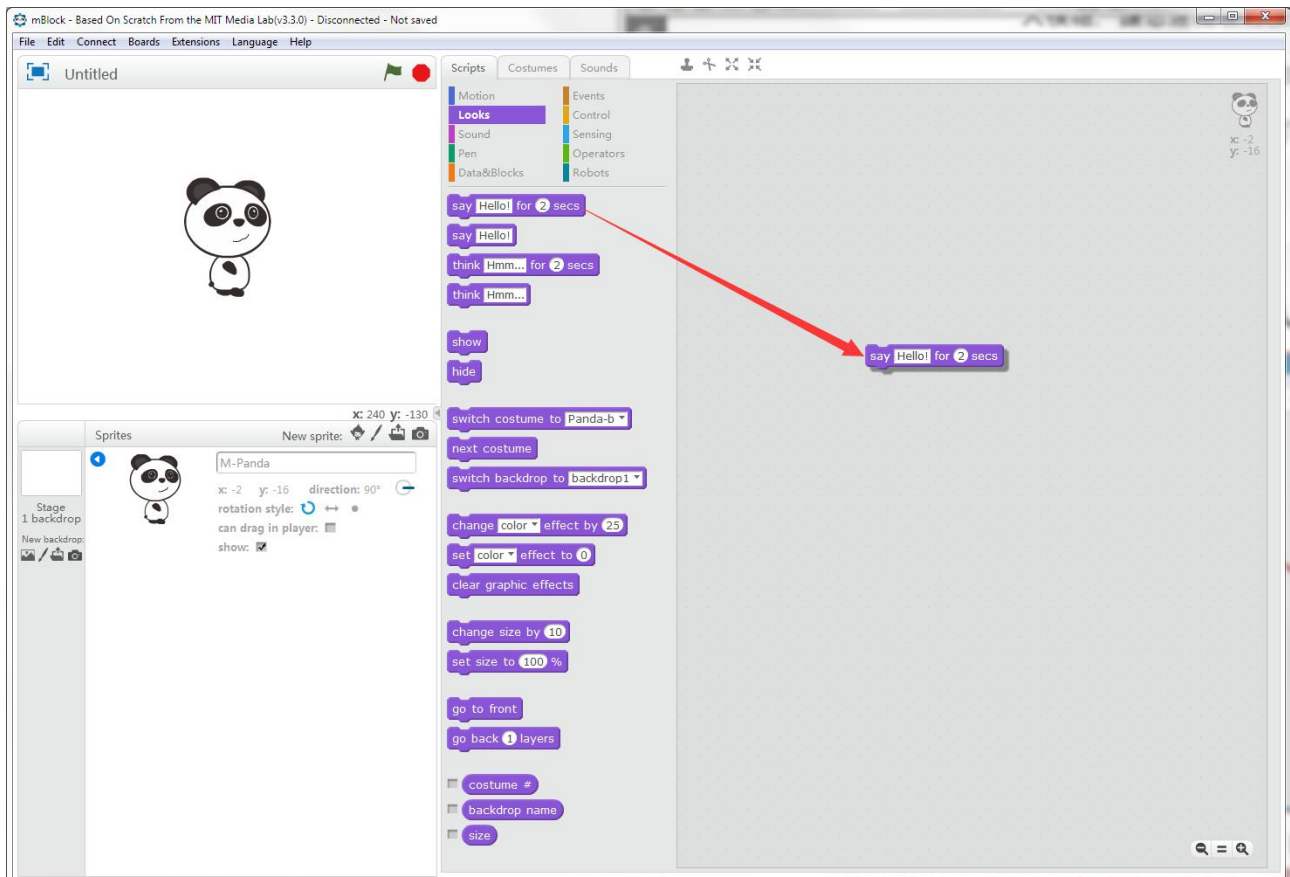 mBlock - Based On Scratch From the MIT Media Lab(v3.3.0) - Disconnected - Not saved
File Edit Connect Boards Extensions Language Help
Untitled
Scripts Costumes Sounds
Motion Events
Looks Control
Sound Sensing
Pen Operators
Data&Blocks Robots
say Hello! for 2 secs
say Hello!
think Hmm... for 2 secs
think Hmm...
show
hide
switch costume to Panda-b
next costume
switch backdrop to backdrop1
change color effect by 25
set color effect to 0
clear graphic effects
change size by 10
set size to 100 %
go to front
go back 1 layers
costume #
backdrop name
size
x: -2
y: -16
say Hello! for 2 secs
x: 240 y: -130
Sprites New sprite:
Stage
1 backdrop
New backdrop:
M-Panda
x: -2 y: -16 direction: 90°
rotation style:
can drag in player:
show: